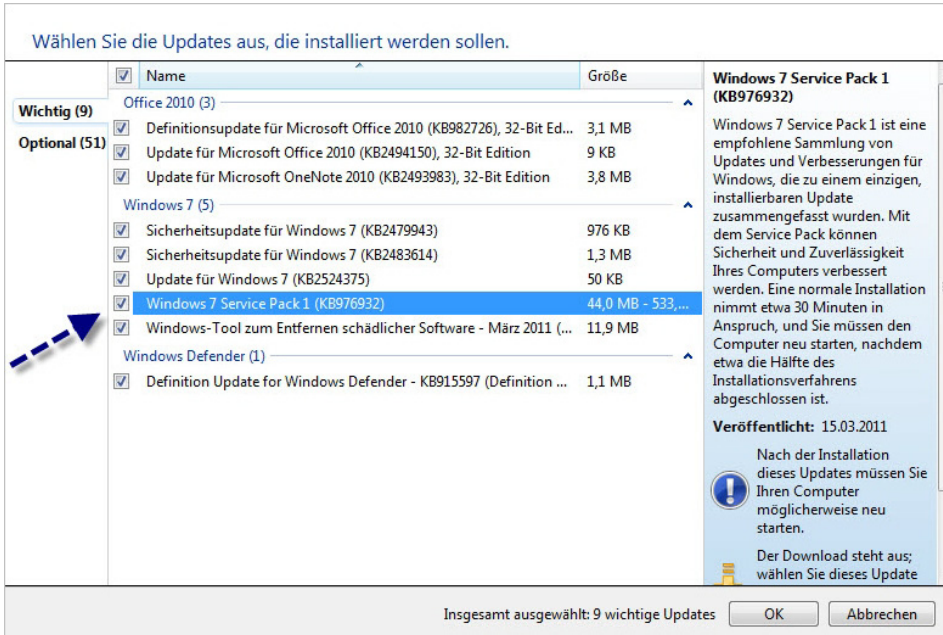 Wählen Sie die Updates aus, die installiert werden sollen.
Name Größe
Wichtig (9)
Optional (51)
Office 2010 (3)
Definitionsupdate für Microsoft Office 2010 (KB982726), 32-Bit Ed... 3,1 MB
Update für Microsoft Office 2010 (KB2494150), 32-Bit Edition 9 KB
Update für Microsoft OneNote 2010 (KB2493983), 32-Bit Edition 3,8 MB
Windows 7 (5)
Sicherheitsupdate für Windows 7 (KB2479943) 976 KB
Sicherheitsupdate für Windows 7 (KB2483614) 1,3 MB
Update für Windows 7 (KB2524375) 50 KB
Windows 7 Service Pack 1 (KB976932) 44,0 MB - 533,...
Windows-Tool zum Entfernen schädlicher Software - März 2011 (... 11,9 MB
Windows Defender (1)
Definition Update for Windows Defender - KB915597 (Definition ... 1,1 MB
Windows 7 Service Pack 1
(KB976932)
Windows 7 Service Pack 1 ist eine
empfohlene Sammlung von
Updates und Verbesserungen für
Windows, die zu einem einzigen,
installierbaren Update
zusammengefasst wurden. Mit
dem Service Pack können
Sicherheit und Zuverlässigkeit
Ihres Computers verbessert
werden. Eine normale Installation
nimmt etwa 30 Minuten in
Anspruch, und Sie müssen den
Computer neu starten, nachdem
etwa die Hälfte des
Installationsverfahrens
abgeschlossen ist.
Veröffentlicht: 15.03.2011
Nach der Installation
dieses Updates müssen Sie
Ihren Computer
möglicherweise neu
starten.
Der Download steht aus;
wählen Sie dieses Update
Insgesamt ausgewählt: 9 wichtige Updates
OK
Abbrechen